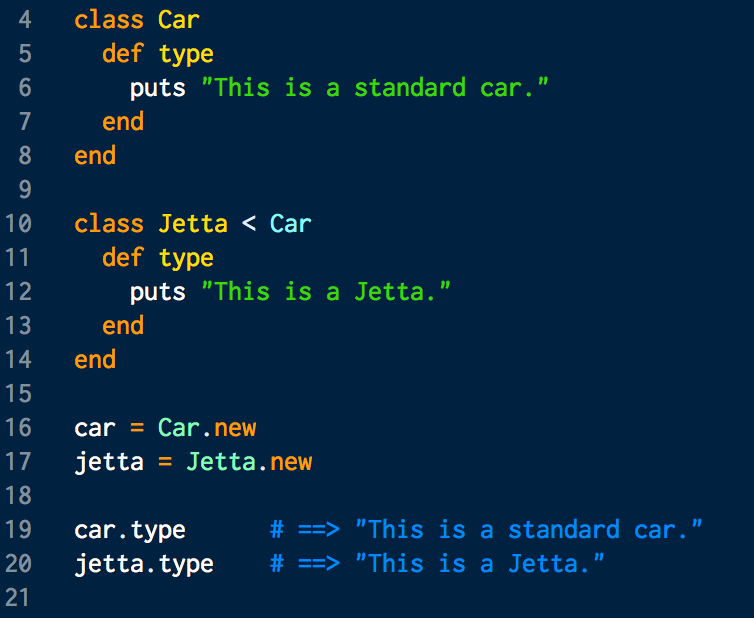 4 class Car
5   def type
6     puts "This is a standard car."
7   end
8 end
9
10 class Jetta < Car
11   def type
12     puts "This is a Jetta."
13   end
14 end
15
16 car = Car.new
17 jetta = Jetta.new
18
19 car.type      # ==> "This is a standard car."
20 jetta.type    # ==> "This is a Jetta."
21